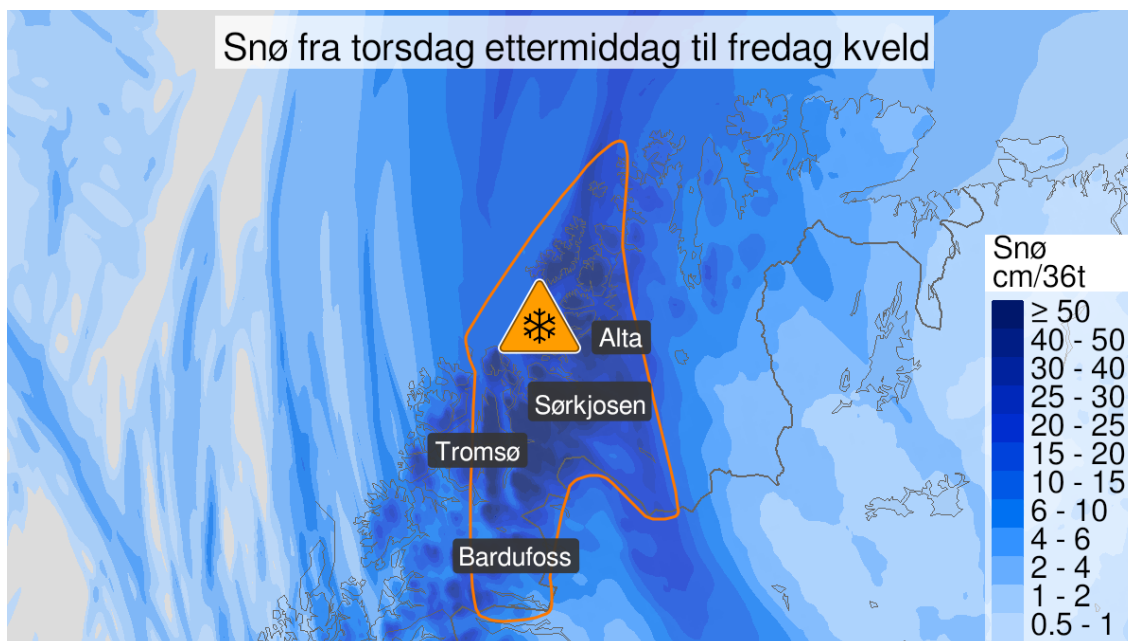 Snø fra torsdag ettermiddag til fredag kveld
Alta
Sørkjosen
Tromsø
Bardufoss
Snø
cm/36t
≥ 50
40 - 50
30 - 40
25 - 30
20 - 25
15 - 20
10 - 15
6 - 10
4 - 6
2 - 4
1 - 2
0.5 - 1